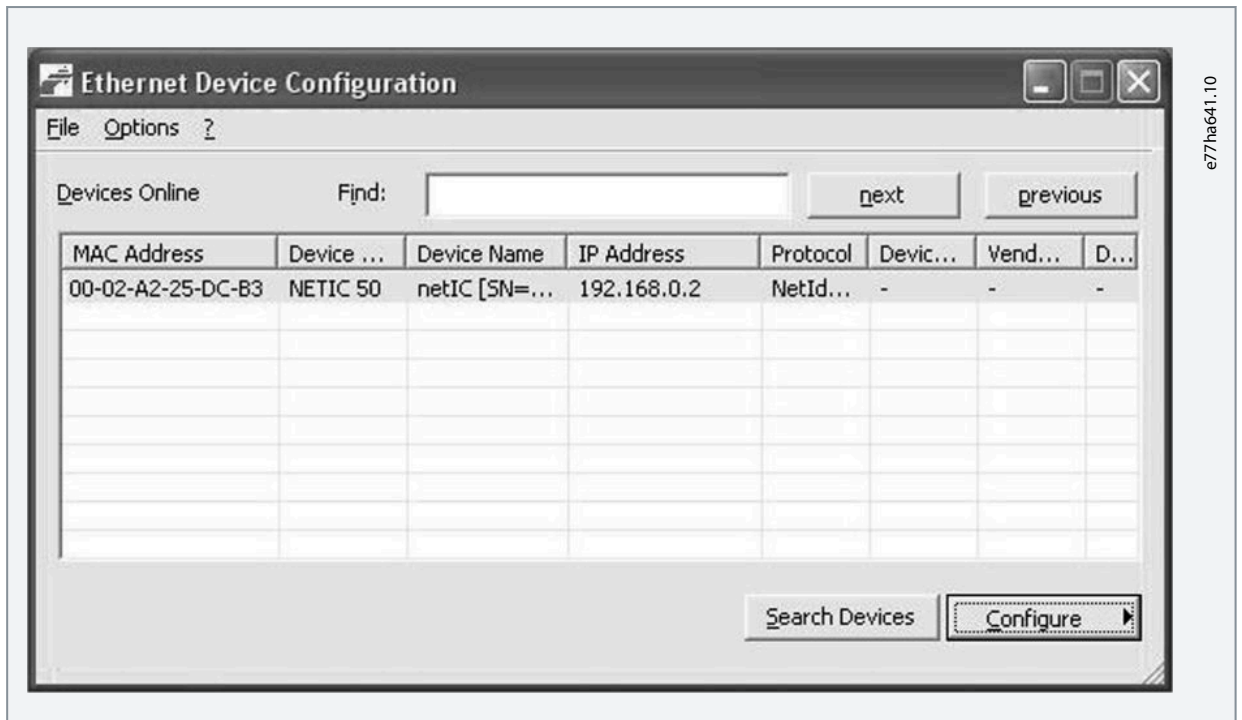 Ethernet Device Configuration
File Options ?
Devices Online Find: next previous
MAC Address Device ... Device Name IP Address Protocol Devic... Vend... D...
00-02-A2-25-DC-B3 NETIC 50 netIC [SN=... 192.168.0.2 NetId... - - -
Search Devices Configure
e77ha641.10